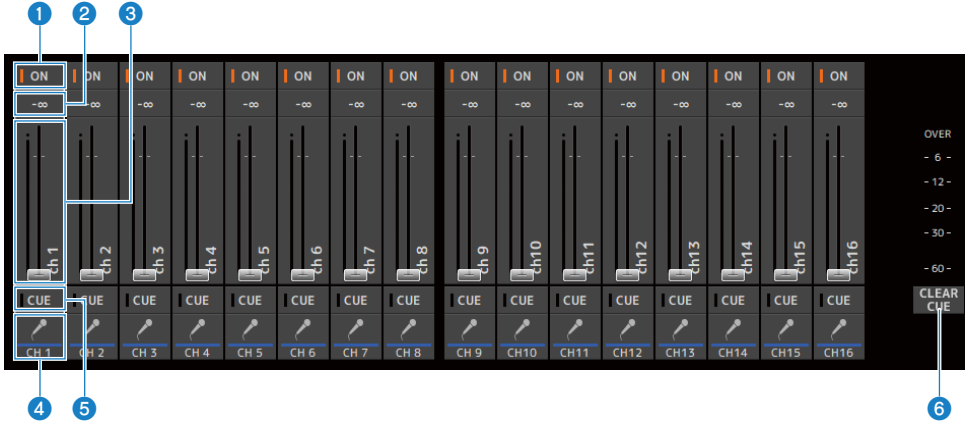 1 2 3
ON ON ON ON ON ON ON ON ON ON ON ON ON ON ON ON
-∞ -∞ -∞ -∞ -∞ -∞ -∞ -∞ -∞ -∞ -∞ -∞ -∞ -∞ -∞ -∞
OVER
- 6 -
- 12 -
- 20 -
- 30 -
- 60 -
ch 1 ch 2 ch 3 ch 4 ch 5 ch 6 ch 7 ch 8 ch 9 ch10 ch11 ch12 ch13 ch14 ch15 ch16
CUE CUE CUE CUE CUE CUE CUE CUE CUE CUE CUE CUE CUE CUE CUE CUE
CLEAR
CUE
CH 1 CH 2 CH 3 CH 4 CH 5 CH 6 CH 7 CH 8 CH 9 CH10 CH11 CH12 CH13 CH14 CH15 CH16
4 5 6